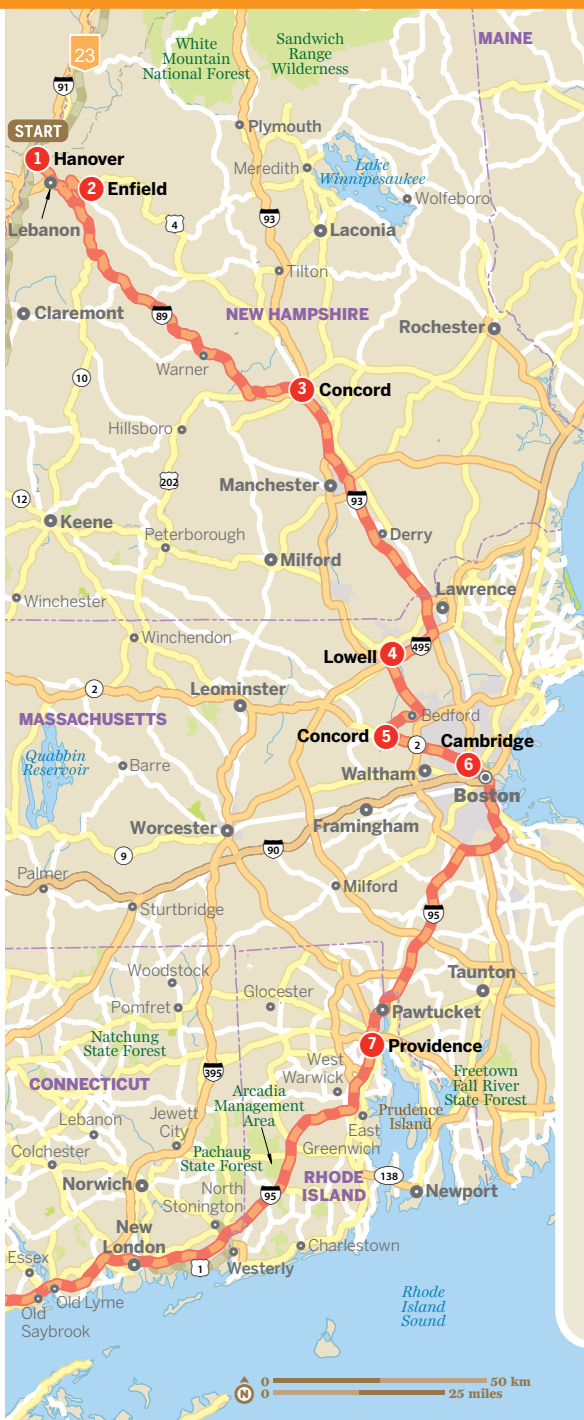 23
White
Mountain
National Forest
Sandwich
Range
Wilderness
MAINE
91
START
Plymouth
1 Hanover
Meredith
Lake
Winnipesaukee
2 Enfield
Wolfeboro
Lebanon
4
93
Laconia
Tilton
Claremont
89
NEW HAMPSHIRE
Rochester
Warner
10
3 Concord
Hillsboro
202
Manchester
12
93
Keene
Derry
Peterborough
Milford
Winchester
Lawrence
Winchendon
Lowell 4
495
2
Leominster
MASSACHUSETTS
Bedford
Concord 5
2
Cambridge
6
Quabbin
Reservoir
Barre
Waltham
Boston
Worcester
Framingham
90
9
Palmer
Milford
Sturtbridge
95
Woodstock
Taunton
Pomfret
Glocester
Pawtucket
Natchung
State Forest
7 Providence
West
Warwick
Freetown
Fall River
State Forest
395
CONNECTICUT
Arcadia
Management
Area
Prudence
Island
Lebanon
Jewett
City
East
Greenwich
Colchester
Pachaug
State Forest
138
Norwich
RHODE
ISLAND
95
Newport
North
Stonington
New
London
Charlestown
Essex
1
Westerly
Old Lyme
Old
Saybrook
Rhode
Island
Sound
N
0 50 km
0 25 miles